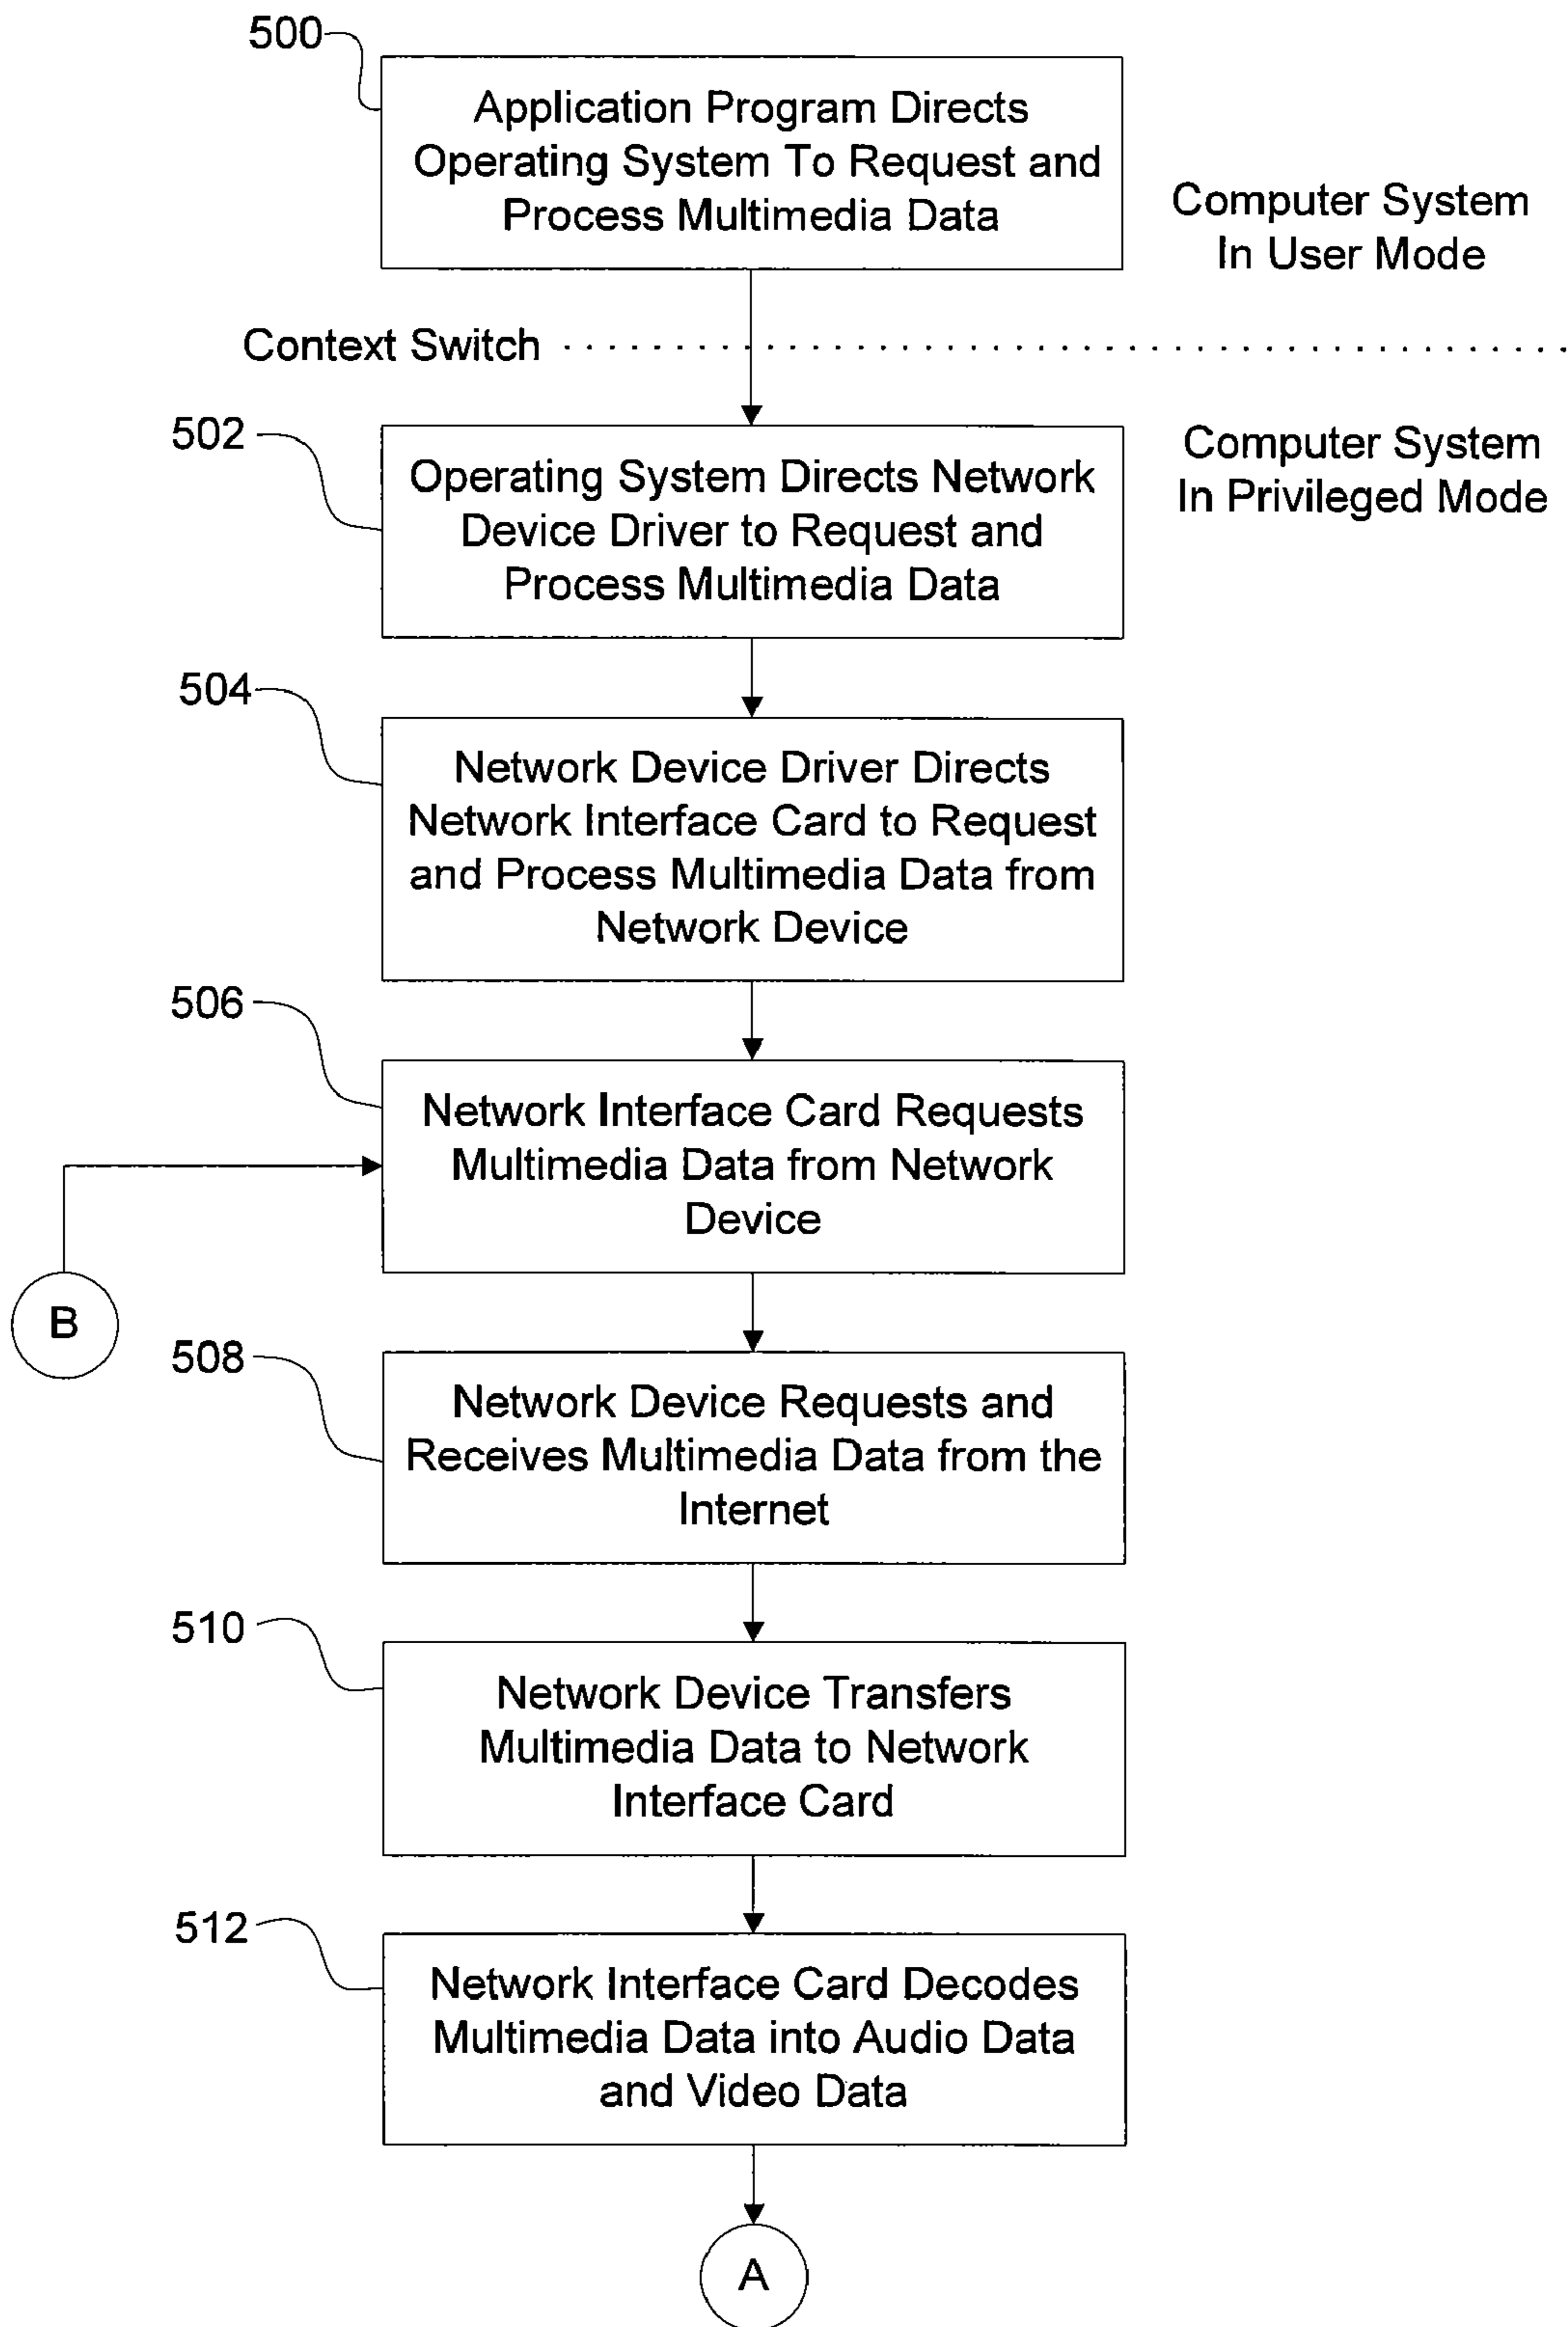 500
Application Program Directs
Operating System To Request and
Process Multimedia Data
Computer System
In User Mode
Context Switch
502
Operating System Directs Network
Device Driver to Request and
Process Multimedia Data
Computer System
In Privileged Mode
504
Network Device Driver Directs
Network Interface Card to Request
and Process Multimedia Data from
Network Device
506
Network Interface Card Requests
Multimedia Data from Network
Device
B
508
Network Device Requests and
Receives Multimedia Data from the
Internet
510
Network Device Transfers
Multimedia Data to Network
Interface Card
512
Network Interface Card Decodes
Multimedia Data into Audio Data
and Video Data
A